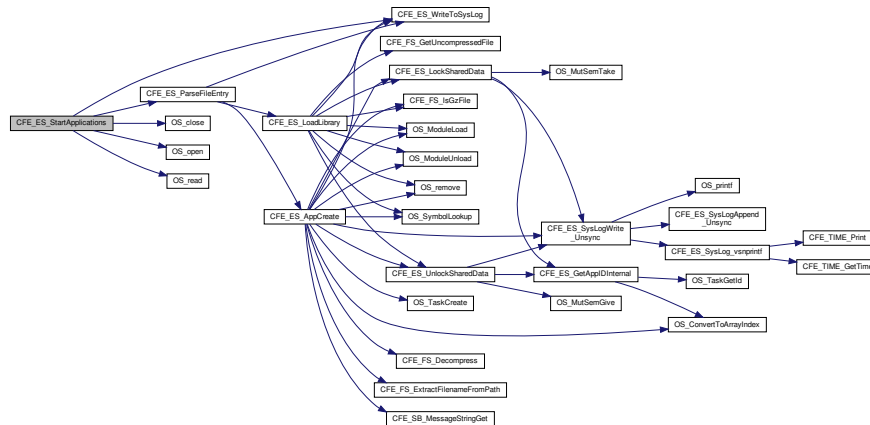 CFE_ES_WriteToSysLog
CFE_FS_GetUncompressedFile
CFE_ES_LockSharedData
OS_MutSemTake
CFE_ES_ParseFileEntry
CFE_FS_IsGzFile
CFE_ES_StartApplications
OS_close
CFE_ES_LoadLibrary
OS_ModuleLoad
OS_open
OS_ModuleUnload
OS_read
OS_remove
OS_printf
CFE_ES_AppCreate
OS_SymbolLookup
CFE_ES_SysLogAppend
_Unsync
CFE_ES_SysLogWrite
_Unsync
CFE_TIME_Print
CFE_ES_SysLog_vsnprintf
CFE_TIME_GetTime
CFE_ES_UnlockSharedData
CFE_ES_GetAppIDInternal
OS_TaskGetId
OS_TaskCreate
OS_MutSemGive
OS_ConvertToArrayIndex
CFE_FS_Decompress
CFE_FS_ExtractFilenameFromPath
CFE_SB_MessageStringGet